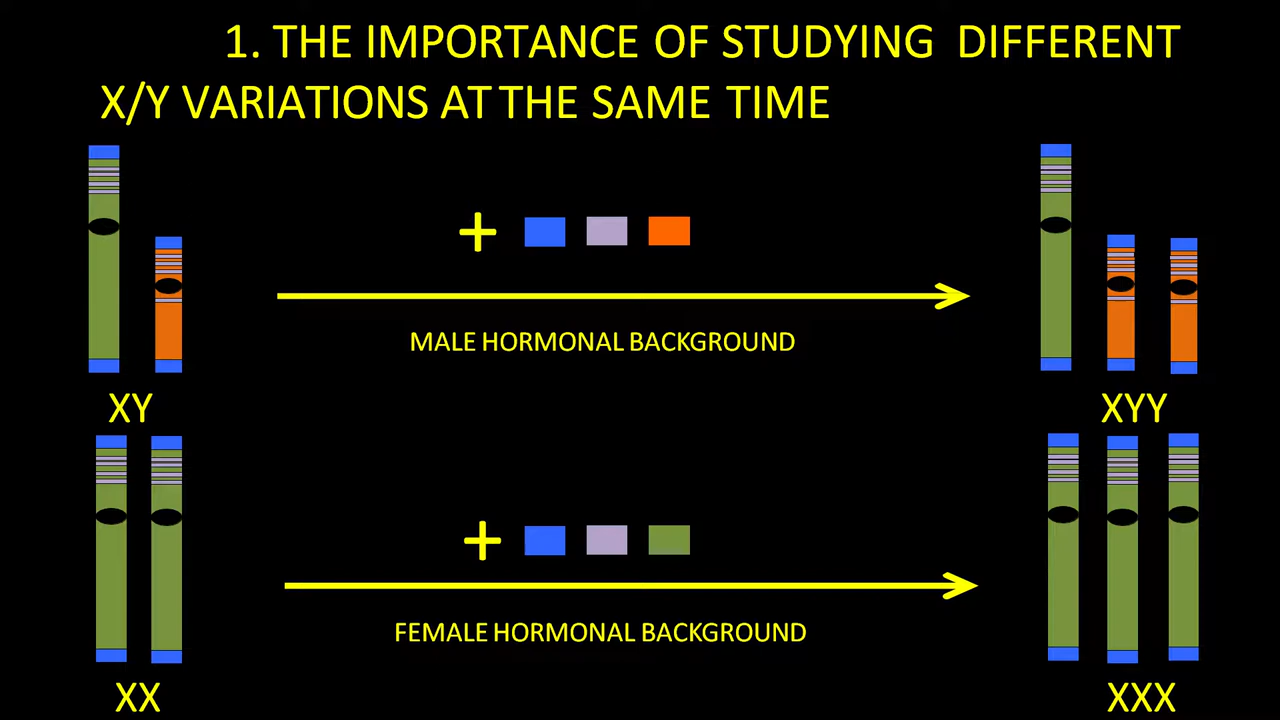 1. THE IMPORTANCE OF STUDYING DIFFERENT
X/Y VARIATIONS AT THE SAME TIME
+
MALE HORMONAL BACKGROUND
XY
XYY
+
FEMALE HORMONAL BACKGROUND
XX
XXX